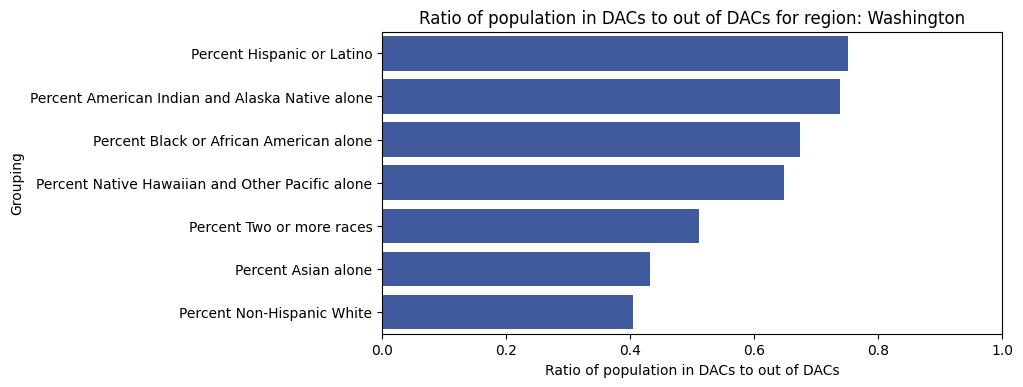 Ratio of population in DACs to out of DACs for region: Washington
Grouping
Percent Hispanic or Latino
Percent American Indian and Alaska Native alone
Percent Black or African American alone
Percent Native Hawaiian and Other Pacific alone
Percent Two or more races
Percent Asian alone
Percent Non-Hispanic White
0.0 0.2 0.4 0.6 0.8 1.0
Ratio of population in DACs to out of DACs